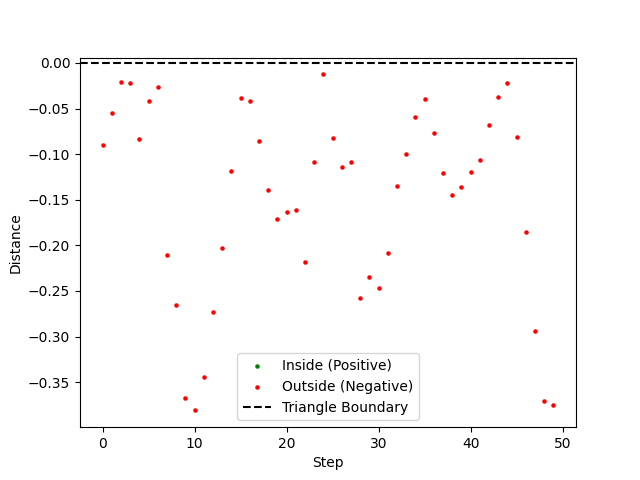 0.00
−0.05
−0.10
−0.15
−0.20
−0.25
−0.30
−0.35
Distance
Inside (Positive)
Outside (Negative)
Triangle Boundary
0 10 20 30 40 50
Step